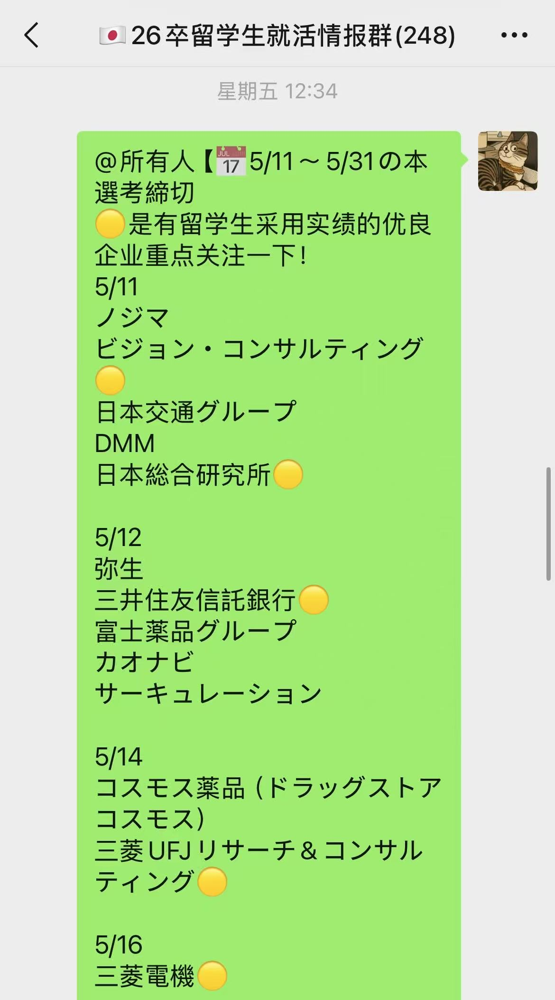 🇯🇵26卒留学生就活情报群(248)
星期五 12:34
@所有人【📅5/11～5/31の本
選考締切
🟡是有留学生采用实绩的优良
企业重点关注一下！
5/11
ノジマ
ビジョン・コンサルティング
🟡
日本交通グループ
DMM
日本総合研究所🟡
5/12
弥生
三井住友信託銀行🟡
富士薬品グループ
カオナビ
サーキュレーション
5/14
コスモス薬品（ドラッグストア
コスモス）
三菱UFJリサーチ＆コンサル
ティング🟡
5/16
三菱電機🟡